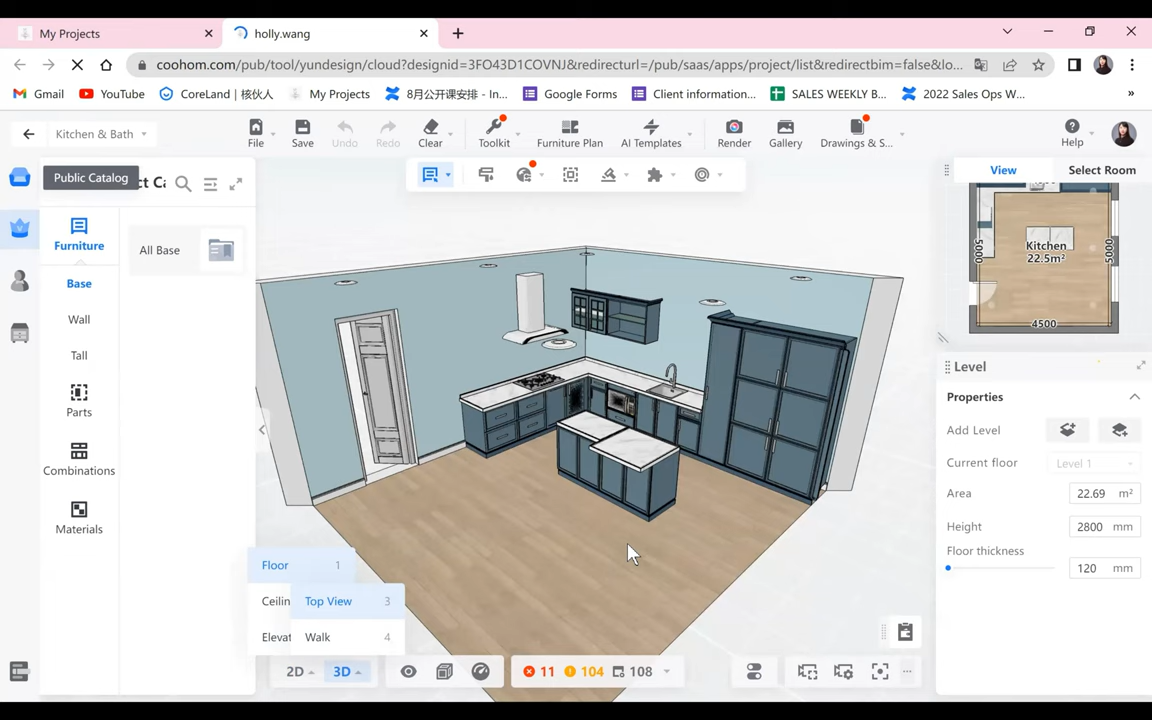 My Projects
holly.wang
coohom.com/pub/tool/yundesign/cloud?designid=3FO43D1COVNJ&redirecturl=/pub/saas/apps/project/list&redirectbim=false&lo...
Gmail YouTube CoreLand | 核伙人 My Projects 8月公开课安排 - In... Google Forms Client informationn... SALES WEEKLY B... 2022 Sales Ops W... »
Kitchen & Bath File Save Undo Redo Clear Toolkit Furniture Plan AI Templates Render Gallery Drawings & S... Help
Public Catalog
View Select Room
Furniture
All Base
Base
Wall
Tall
Parts
Combinations
Materials
Kitchen
22.5m²
5000
5000
4500
Level
Properties
Add Level
Current floor Level 1
Area 22.69 m²
Height 2800 mm
Floor thickness
120 mm
Floor 1
Top View 3
Walk 4
2D 3D 11 104 108